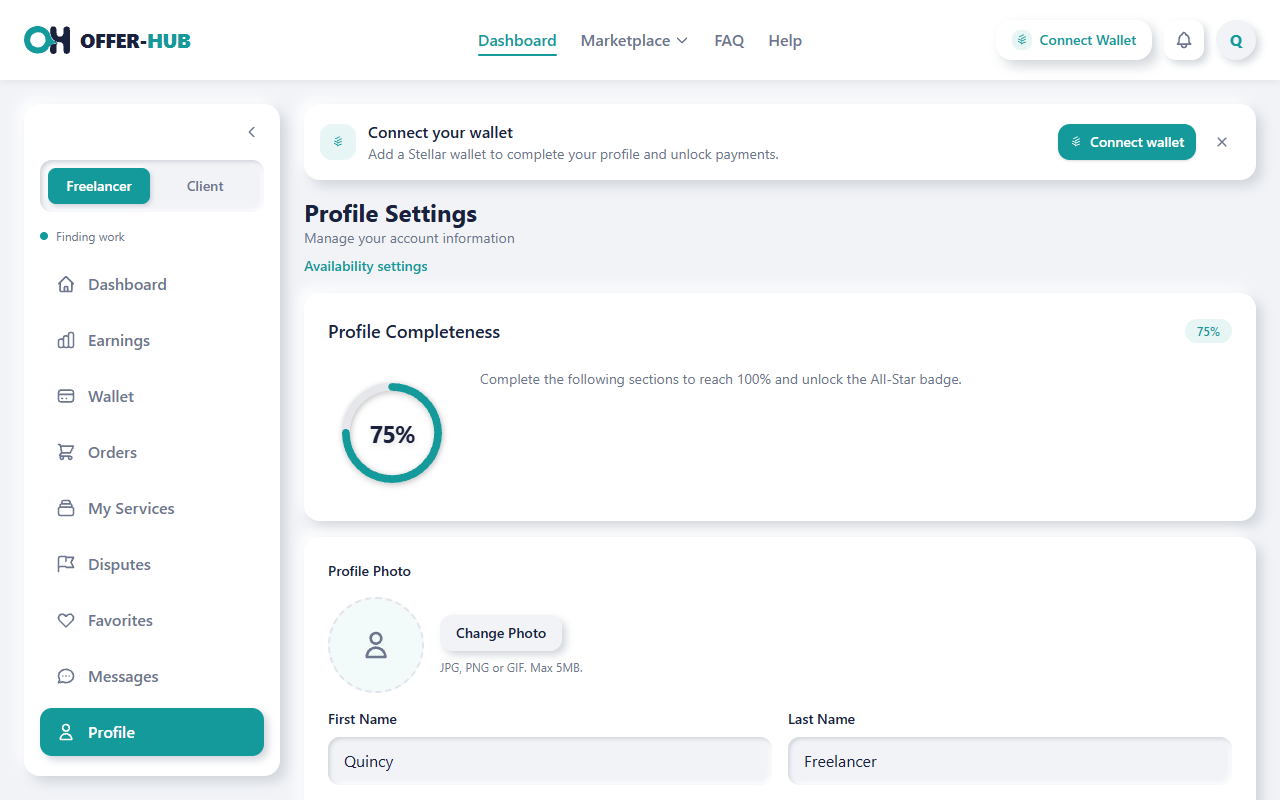 OFFER-HUB
Dashboard
Marketplace
FAQ
Help
Connect Wallet
Q
Freelancer
Client
Finding work
Dashboard
Earnings
Wallet
Orders
My Services
Disputes
Favorites
Messages
Profile
Connect your wallet
Add a Stellar wallet to complete your profile and unlock payments.
Connect wallet
Profile Settings
Manage your account information
Availability settings
Profile Completeness
75%
75%
Complete the following sections to reach 100% and unlock the All-Star badge.
Profile Photo
Change Photo
JPG, PNG or GIF. Max 5MB.
First Name
Last Name
Quincy
Freelancer